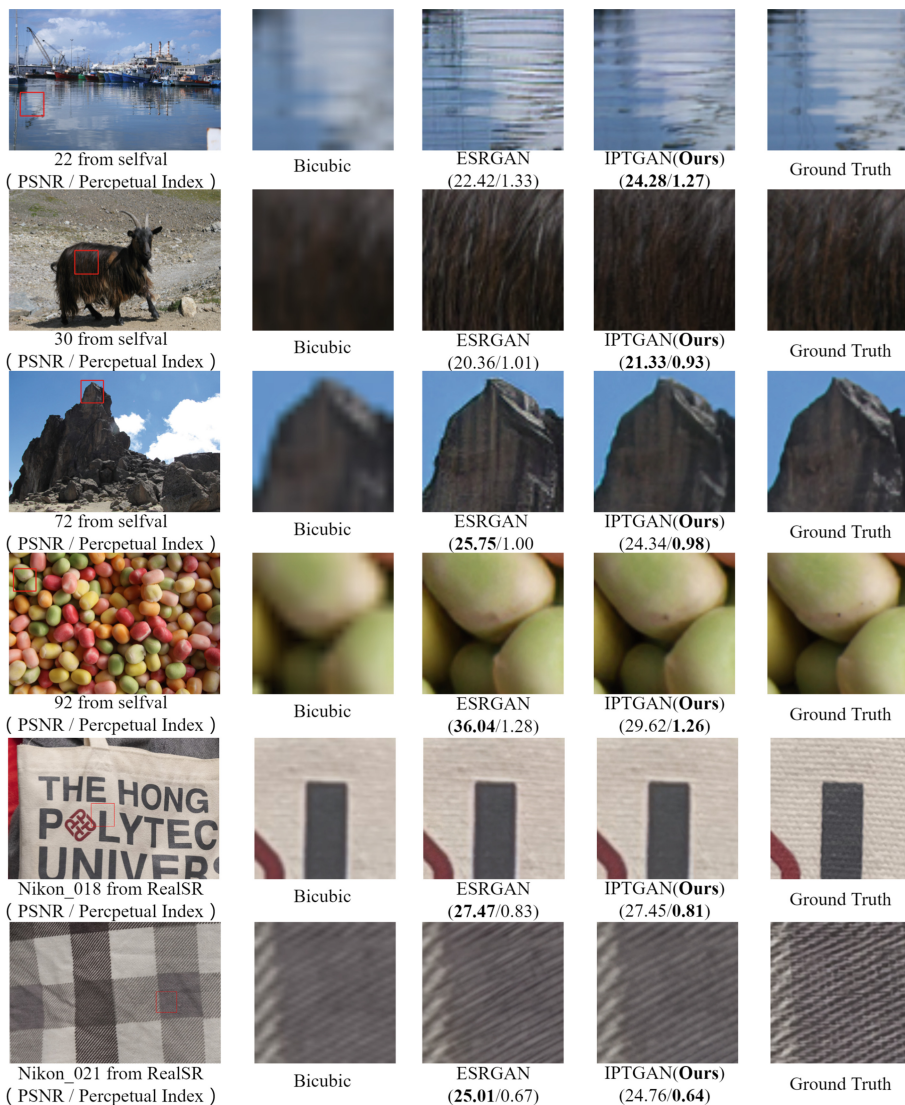 22 from selfval
( PSNR / Percpetual Index )
Bicubic
ESRGAN
(22.42/1.33)
IPTGAN(Ours)
(24.28/1.27)
Ground Truth
30 from selfval
( PSNR / Percpetual Index )
Bicubic
ESRGAN
(20.36/1.01)
IPTGAN(Ours)
(21.33/0.93)
Ground Truth
72 from selfval
( PSNR / Percpetual Index )
Bicubic
ESRGAN
(25.75/1.00
IPTGAN(Ours)
(24.34/0.98)
Ground Truth
92 from selfval
( PSNR / Percpetual Index )
Bicubic
ESRGAN
(36.04/1.28)
IPTGAN(Ours)
(29.62/1.26)
Ground Truth
THE HONG
POLYTEC
UNIVERS
Nikon_018 from RealSR
( PSNR / Percpetual Index )
Bicubic
ESRGAN
(27.47/0.83)
IPTGAN(Ours)
(27.45/0.81)
Ground Truth
Nikon_021 from RealSR
( PSNR / Percpetual Index )
Bicubic
ESRGAN
(25.01/0.67)
IPTGAN(Ours)
(24.76/0.64)
Ground Truth